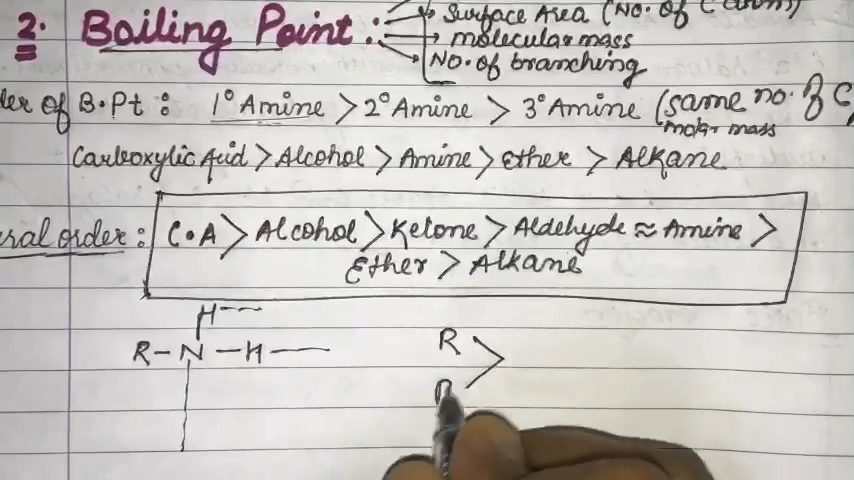 Surface Area (No. of C atom)
2. Boiling Point :
molecular mass
No. of branching
der of B.Pt : 1° Amine > 2° Amine > 3° Amine (same no. of C,
molar mass
Carboxylic Acid > Alcohol > Amine > Ether > Alkane
ral order : C.A > Alcohol > Ketone > Aldehyde ≈ Amine >
Ether > Alkane
H
R - N - H
R